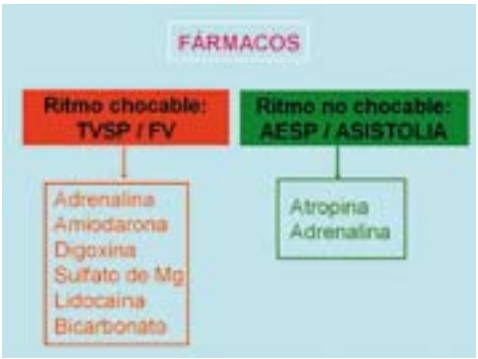 FÁRMACOS
Ritmo chocable:
TVSP / FV
Adrenalina
Amiodarona
Digoxina
Sulfato de Mg
Lidocaína
Bicarbonato
Ritmo no chocable:
AESP / ASISTOLIA
Atropina
Adrenalina